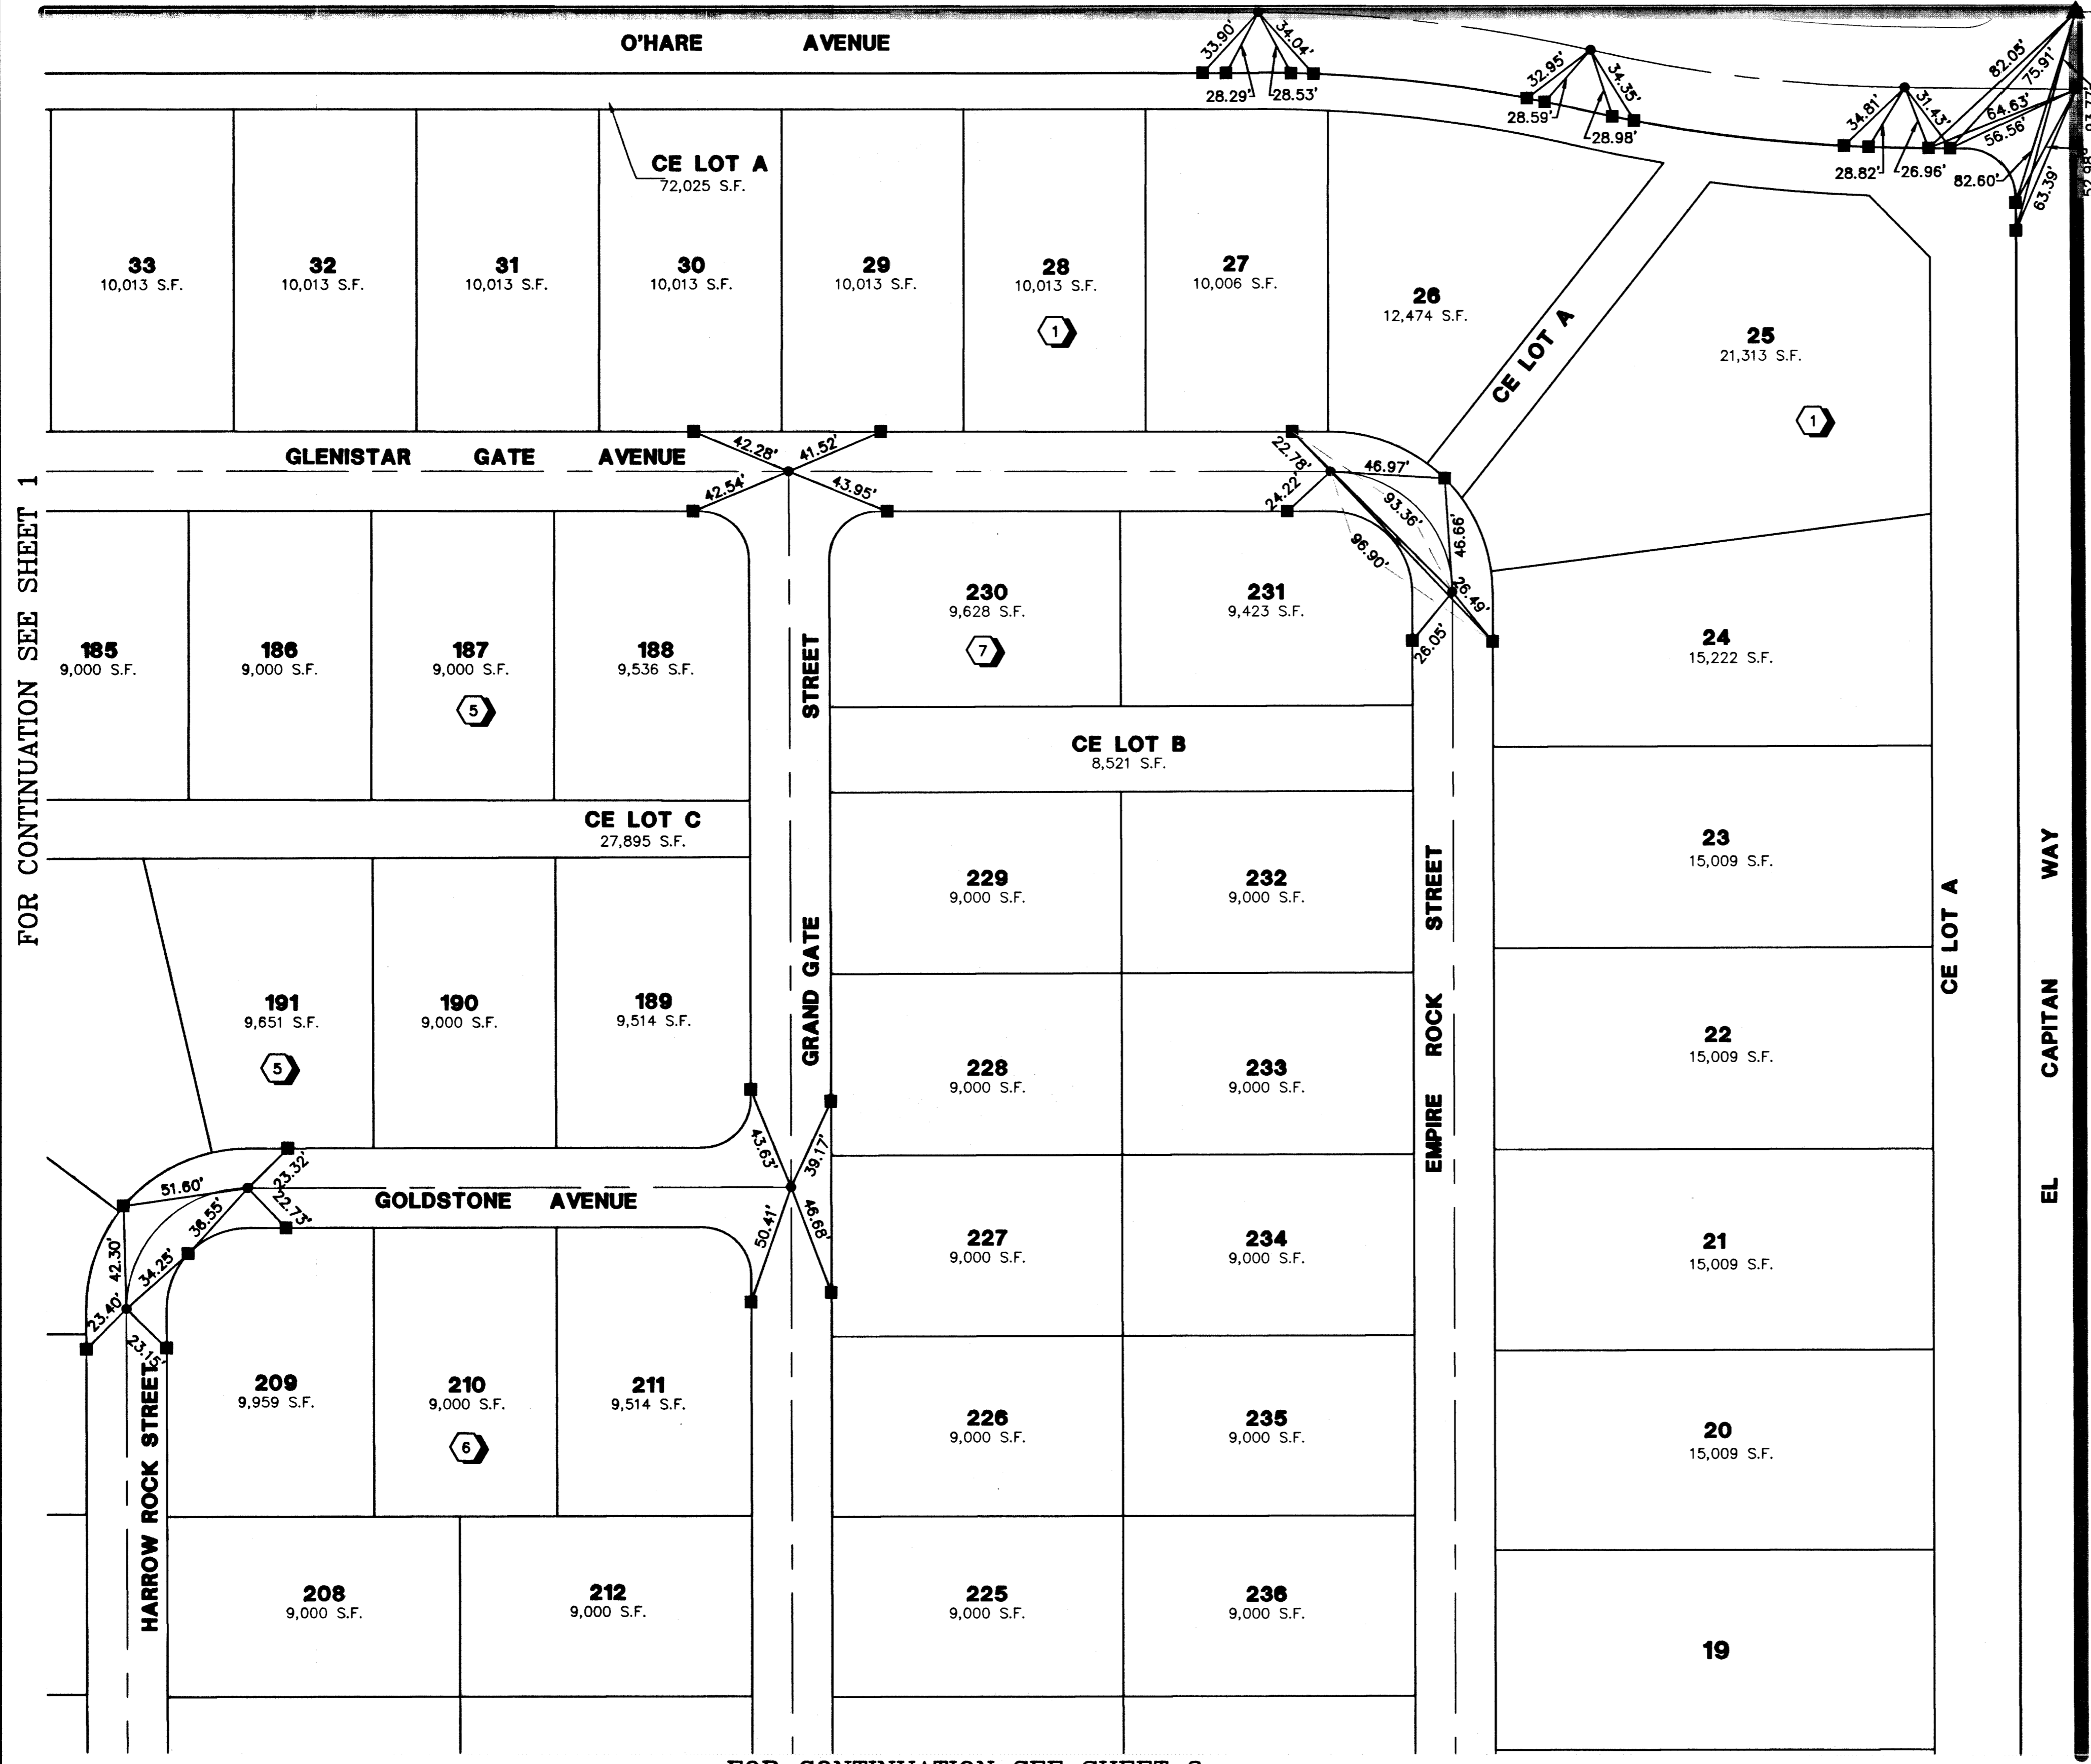 O'HARE AVENUE
33.90'
34.04'
28.29'
28.53'
32.95'
34.35'
28.59'
28.98'
34.81'
31.43'
28.82'
26.96'
82.05'
75.91'
64.63'
56.56'
82.60'
63.39'
52.98'
CE LOT A
72,025 S.F.
33
10,013 S.F.
32
10,013 S.F.
31
10,013 S.F.
30
10,013 S.F.
29
10,013 S.F.
28
10,013 S.F.
1
27
10,006 S.F.
26
12,474 S.F.
CE LOT A
25
21,313 S.F.
1
FOR CONTINUATION SEE SHEET 1
GLENISTAR GATE AVENUE
42.28'
41.52'
42.54'
43.95'
22.78'
24.22'
46.97'
93.36'
46.66'
96.90'
26.49'
26.05'
185
9,000 S.F.
186
9,000 S.F.
187
9,000 S.F.
5
188
9,536 S.F.
GRAND GATE STREET
230
9,628 S.F.
7
231
9,423 S.F.
24
15,222 S.F.
CE LOT B
8,521 S.F.
CE LOT C
27,895 S.F.
229
9,000 S.F.
232
9,000 S.F.
EMPIRE ROCK STREET
23
15,009 S.F.
CE LOT A
EL CAPITAN WAY
191
9,651 S.F.
5
190
9,000 S.F.
189
9,514 S.F.
228
9,000 S.F.
233
9,000 S.F.
22
15,009 S.F.
43.63'
39.17'
50.41'
46.68'
51.60'
23.32'
22.73'
36.55'
34.25'
42.30'
23.40'
23.15'
GOLDSTONE AVENUE
227
9,000 S.F.
234
9,000 S.F.
21
15,009 S.F.
HARROW ROCK STREET
209
9,959 S.F.
210
9,000 S.F.
6
211
9,514 S.F.
226
9,000 S.F.
235
9,000 S.F.
20
15,009 S.F.
208
9,000 S.F.
212
9,000 S.F.
225
9,000 S.F.
236
9,000 S.F.
19
FOR CONTINUATION SEE SHEET